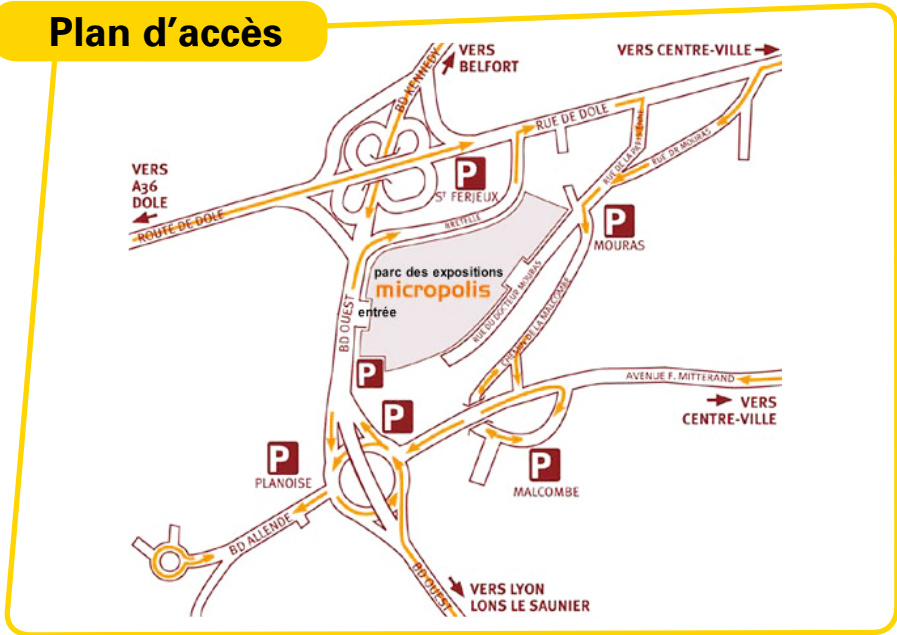 Plan d'accès
VERS
BELFORT
VERS CENTRE-VILLE
BD KENNEDY
RUE DE DOLE
RUE DE LA PEPINIERE
RUE DR MOURAS
VERS
A36
DOLE
P
ST FERJEUX
ROUTE DE DOLE
BRETELLE
P
MOURAS
parc des expositions
micropolis
entrée
BD OUEST
RUE DU DOCTEUR MOURAS
CHEMIN DE LA MALCOMBE
P
AVENUE F. MITTERAND
P
VERS
CENTRE-VILLE
P
PLANOISE
P
MALCOMBE
BD ALLENDE
BD OUEST
VERS LYON
LONS LE SAUNIER